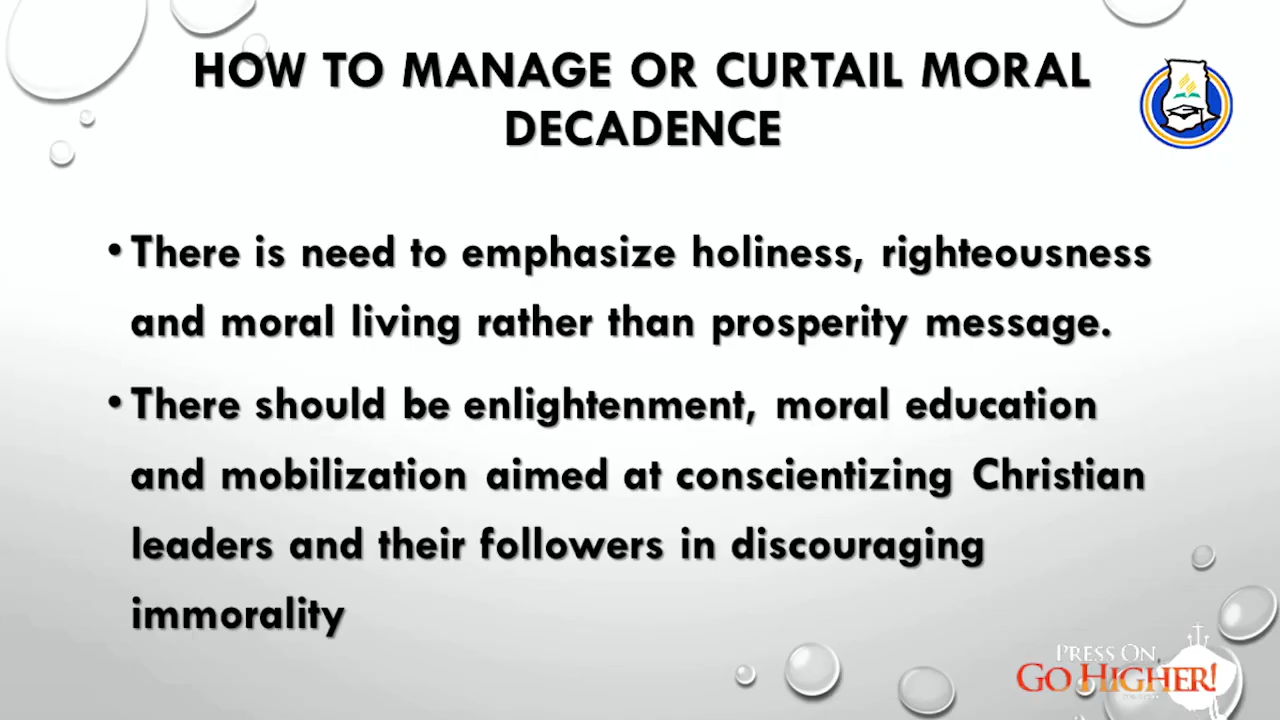 HOW TO MANAGE OR CURTAIL MORAL
DECADENCE
• There is need to emphasize holiness, righteousness
and moral living rather than prosperity message.
• There should be enlightenment, moral education
and mobilization aimed at conscientizing Christian
leaders and their followers in discouraging
immorality
PRESS ON,
GO HIGHER!